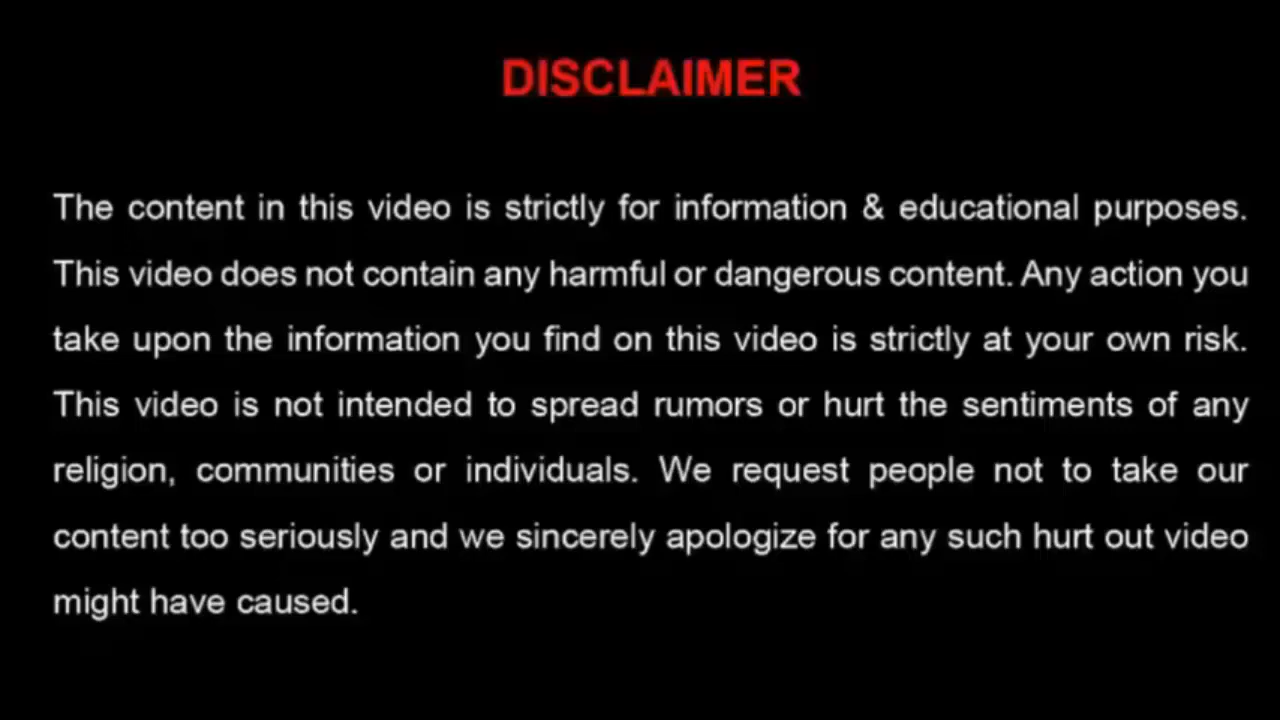 DISCLAIMER
The content in this video is strictly for information & educational purposes.
This video does not contain any harmful or dangerous content. Any action you
take upon the information you find on this video is strictly at your own risk.
This video is not intended to spread rumors or hurt the sentiments of any
religion, communities or individuals. We request people not to take our
content too seriously and we sincerely apologize for any such hurt out video
might have caused.